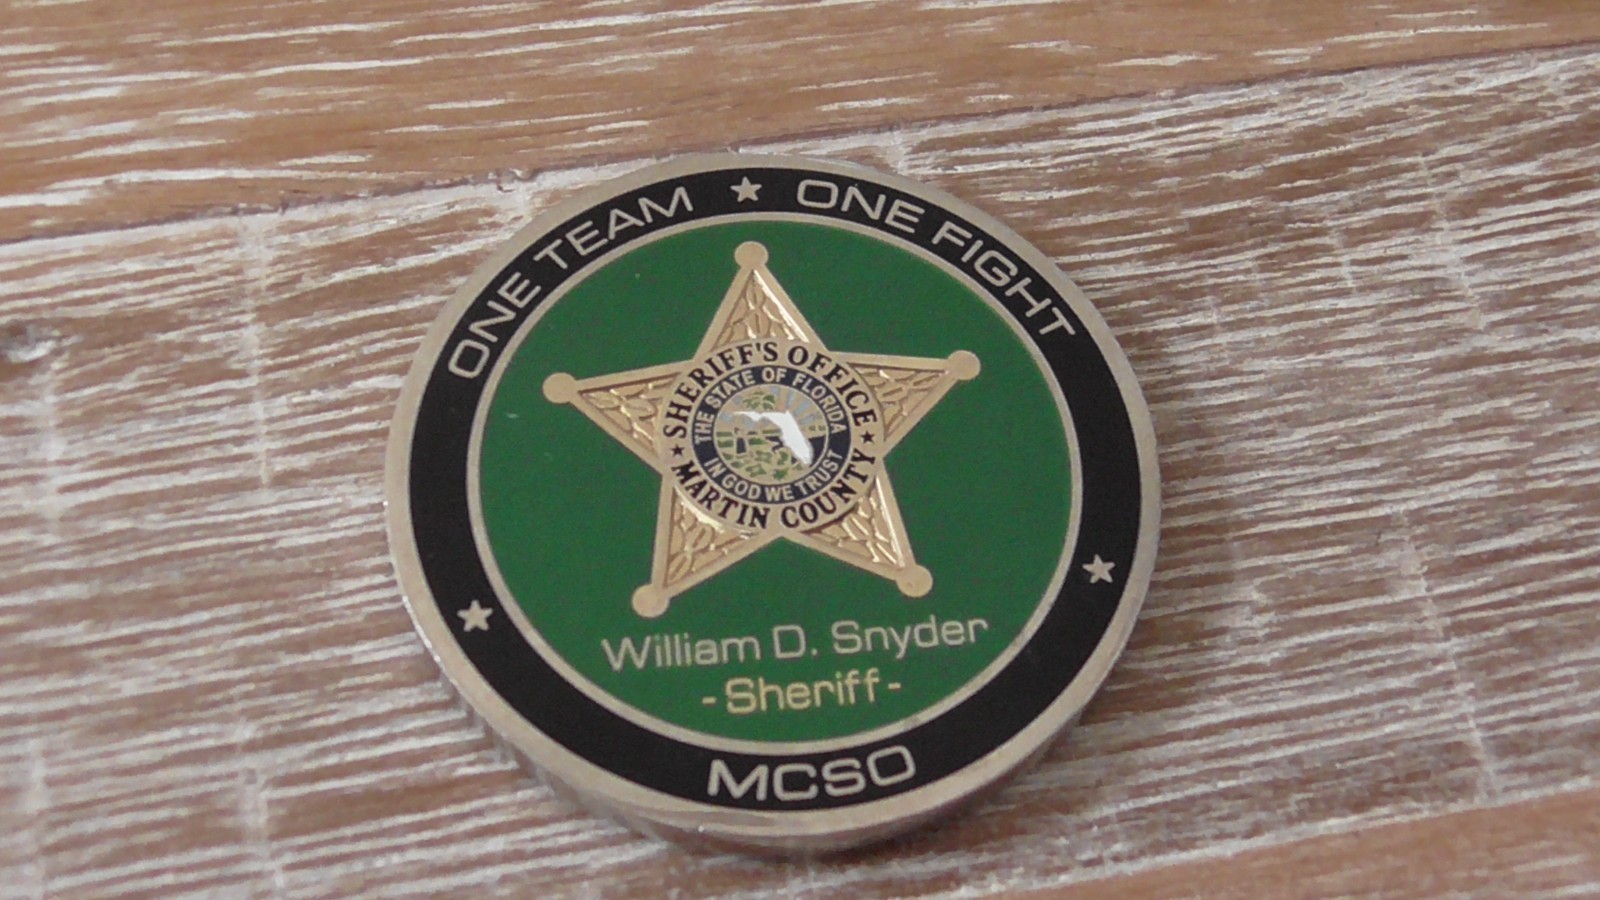 ONE TEAM ★ ONE FIGHT
SHERIFF'S OFFICE
THE STATE OF FLORIDA
IN GOD WE TRUST
★ MARTIN COUNTY ★
William D. Snyder
- Sheriff -
★ MCSO ★